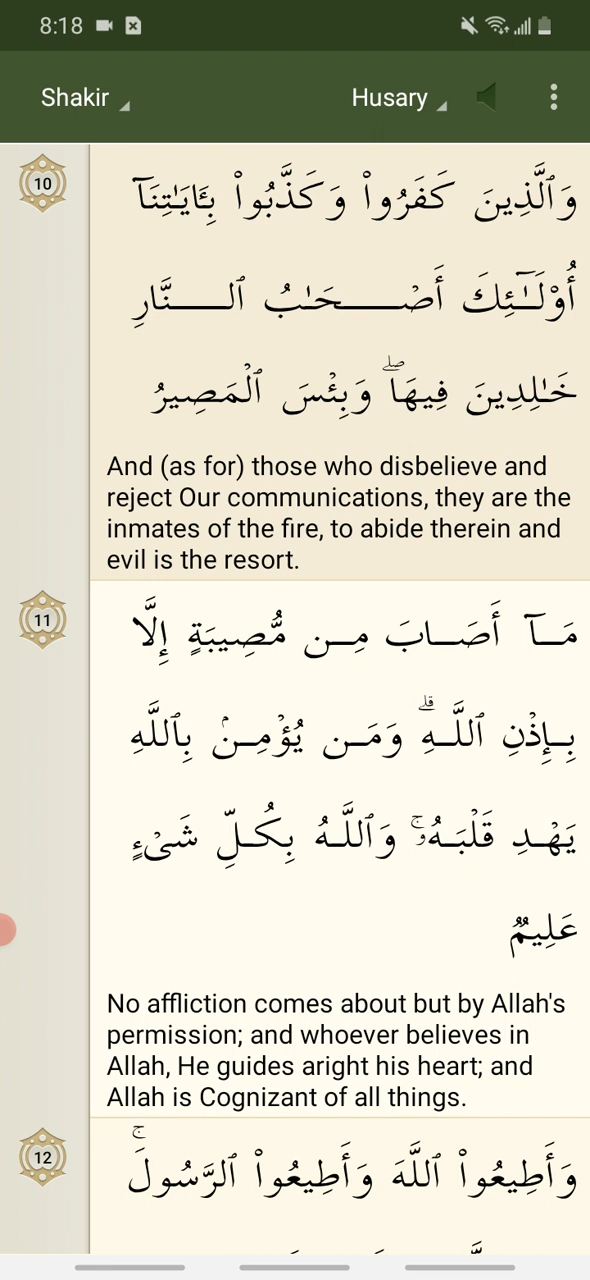 8:18
Shakir
Husary
10
وَٱلَّذِينَ كَفَرُوا۟ وَكَذَّبُوا۟ بِـَٔايَـٰتِنَآ
أُو۟لَـٰٓئِكَ أَصْحَـٰبُ ٱلنَّارِ
خَـٰلِدِينَ فِيهَا ۖ وَبِئْسَ ٱلْمَصِيرُ
And (as for) those who disbelieve and
reject Our communications, they are the
inmates of the fire, to abide therein and
evil is the resort.
11
مَآ أَصَابَ مِن مُّصِيبَةٍ إِلَّا
بِإِذْنِ ٱللَّهِ ۗ وَمَن يُؤْمِنۢ بِٱللَّهِ
يَهْدِ قَلْبَهُۥ ۚ وَٱللَّهُ بِكُلِّ شَىْءٍ
عَلِيمٌ
No affliction comes about but by Allah's
permission; and whoever believes in
Allah, He guides aright his heart; and
Allah is Cognizant of all things.
12
وَأَطِيعُوا۟ ٱللَّهَ وَأَطِيعُوا۟ ٱلرَّسُولَ ۚ